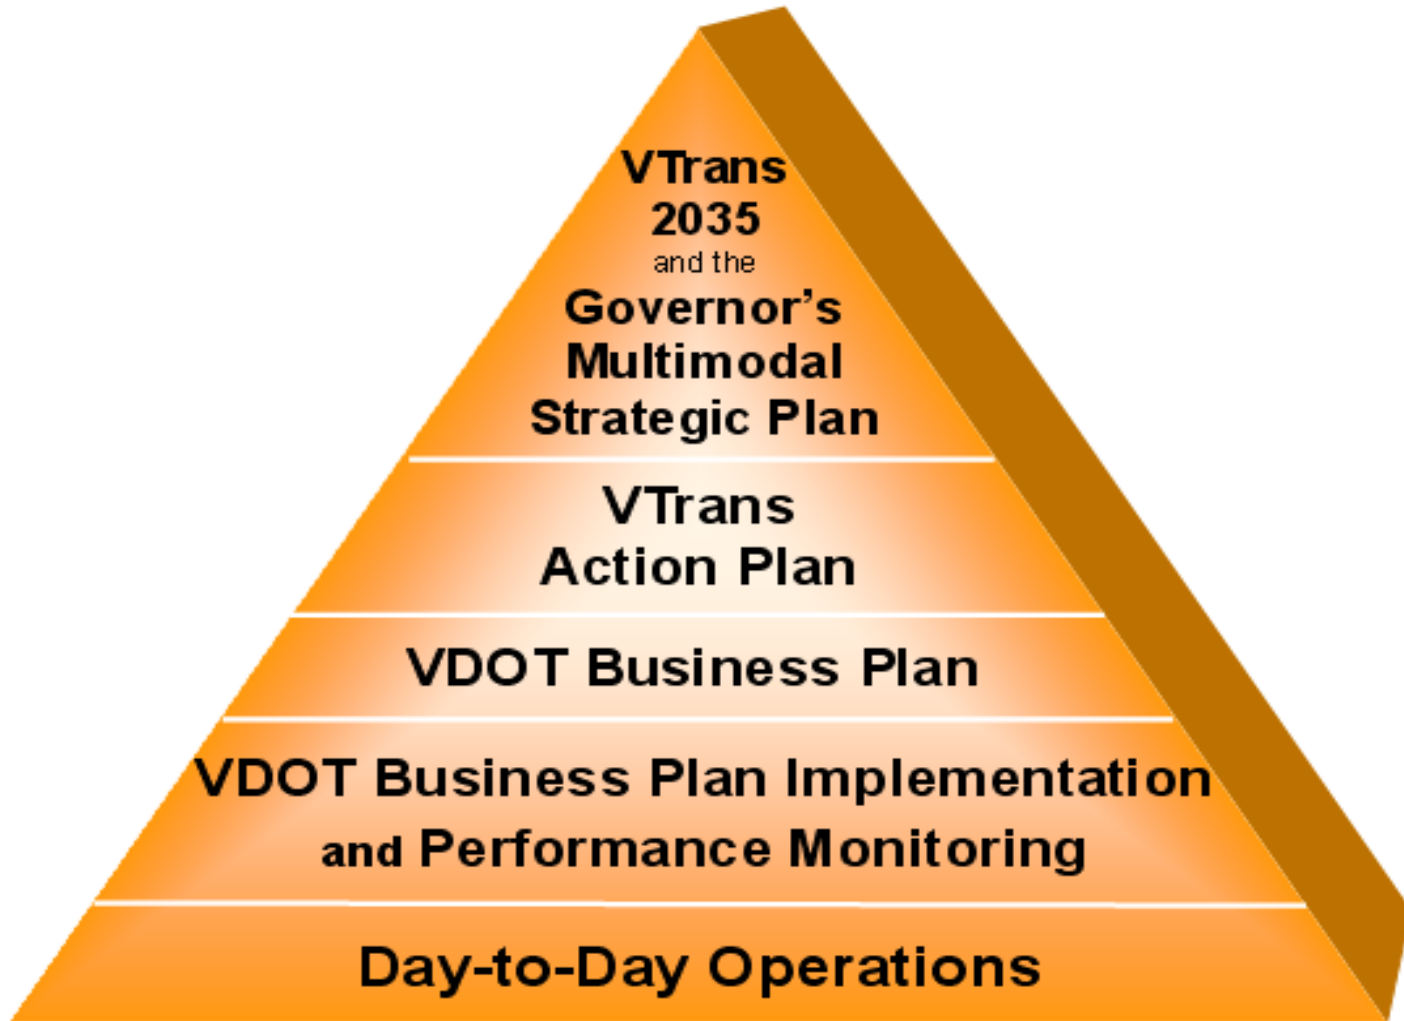 VTrans
2035
and the
Governor’s
Multimodal
Strategic Plan
VTrans
Action Plan
VDOT Business Plan
VDOT Business Plan Implementation
and Performance Monitoring
Day-to-Day Operations